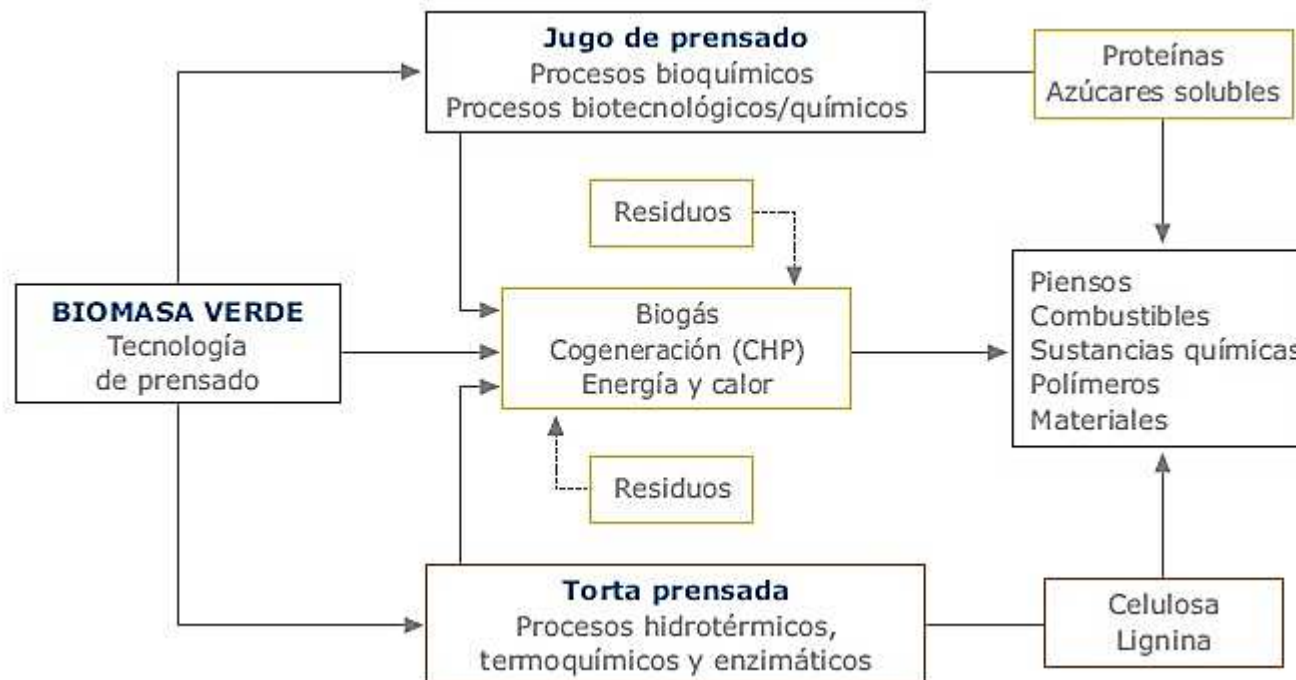 Jugo de prensado
Procesos bioquímicos
Procesos biotecnológicos/químicos
Proteínas
Azúcares solubles
Residuos
BIOMASA VERDE
Tecnología
de prensado
Biogás
Cogeneración (CHP)
Energía y calor
Piensos
Combustibles
Sustancias químicas
Polímeros
Materiales
Residuos
Torta prensada
Procesos hidrotérmicos,
termoquímicos y enzimáticos
Celulosa
Lignina